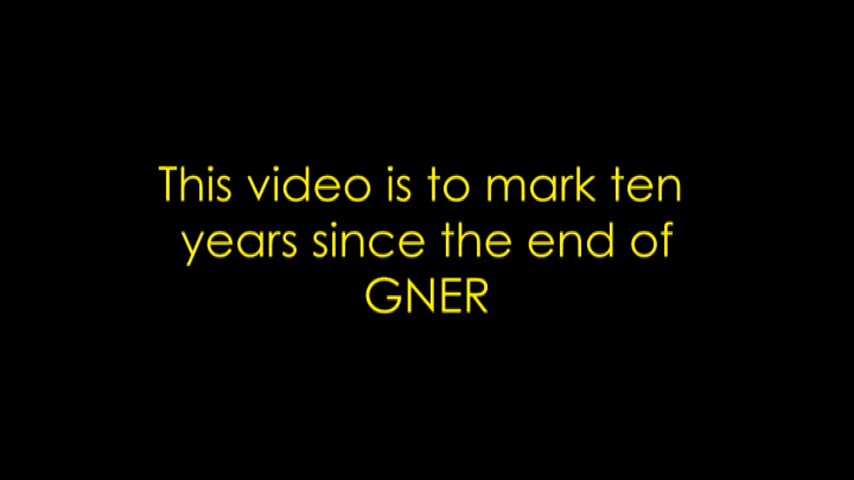 This video is to mark ten
years since the end of
GNER